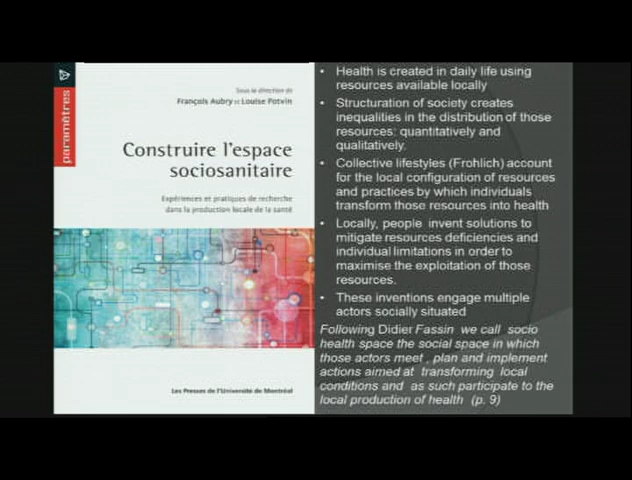 paramètres
Sous la direction de
François Aubry et Louise Potvin
Construire l'espace
sociosanitaire
Expériences et pratiques de recherche
dans la production locale de la santé
Les Presses de l'Université de Montréal
• Health is created in daily life using
resources available locally
• Structuration of society creates
inequalities in the distribution of those
resources: quantitatively and
qualitatively.
• Collective lifestyles (Frohlich) account
for the local configuration of resources
and practices by which individuals
transform those resources into health
• Locally, people invent solutions to
mitigate resources deficiencies and
individual limitations in order to
maximise the exploitation of those
resources.
• These inventions engage multiple
actors socially situated
Following Didier Fassin we call socio
health space the social space in which
those actors meet , plan and implement
actions aimed at transforming local
conditions and as such participate to the
local production of health (p. 9)